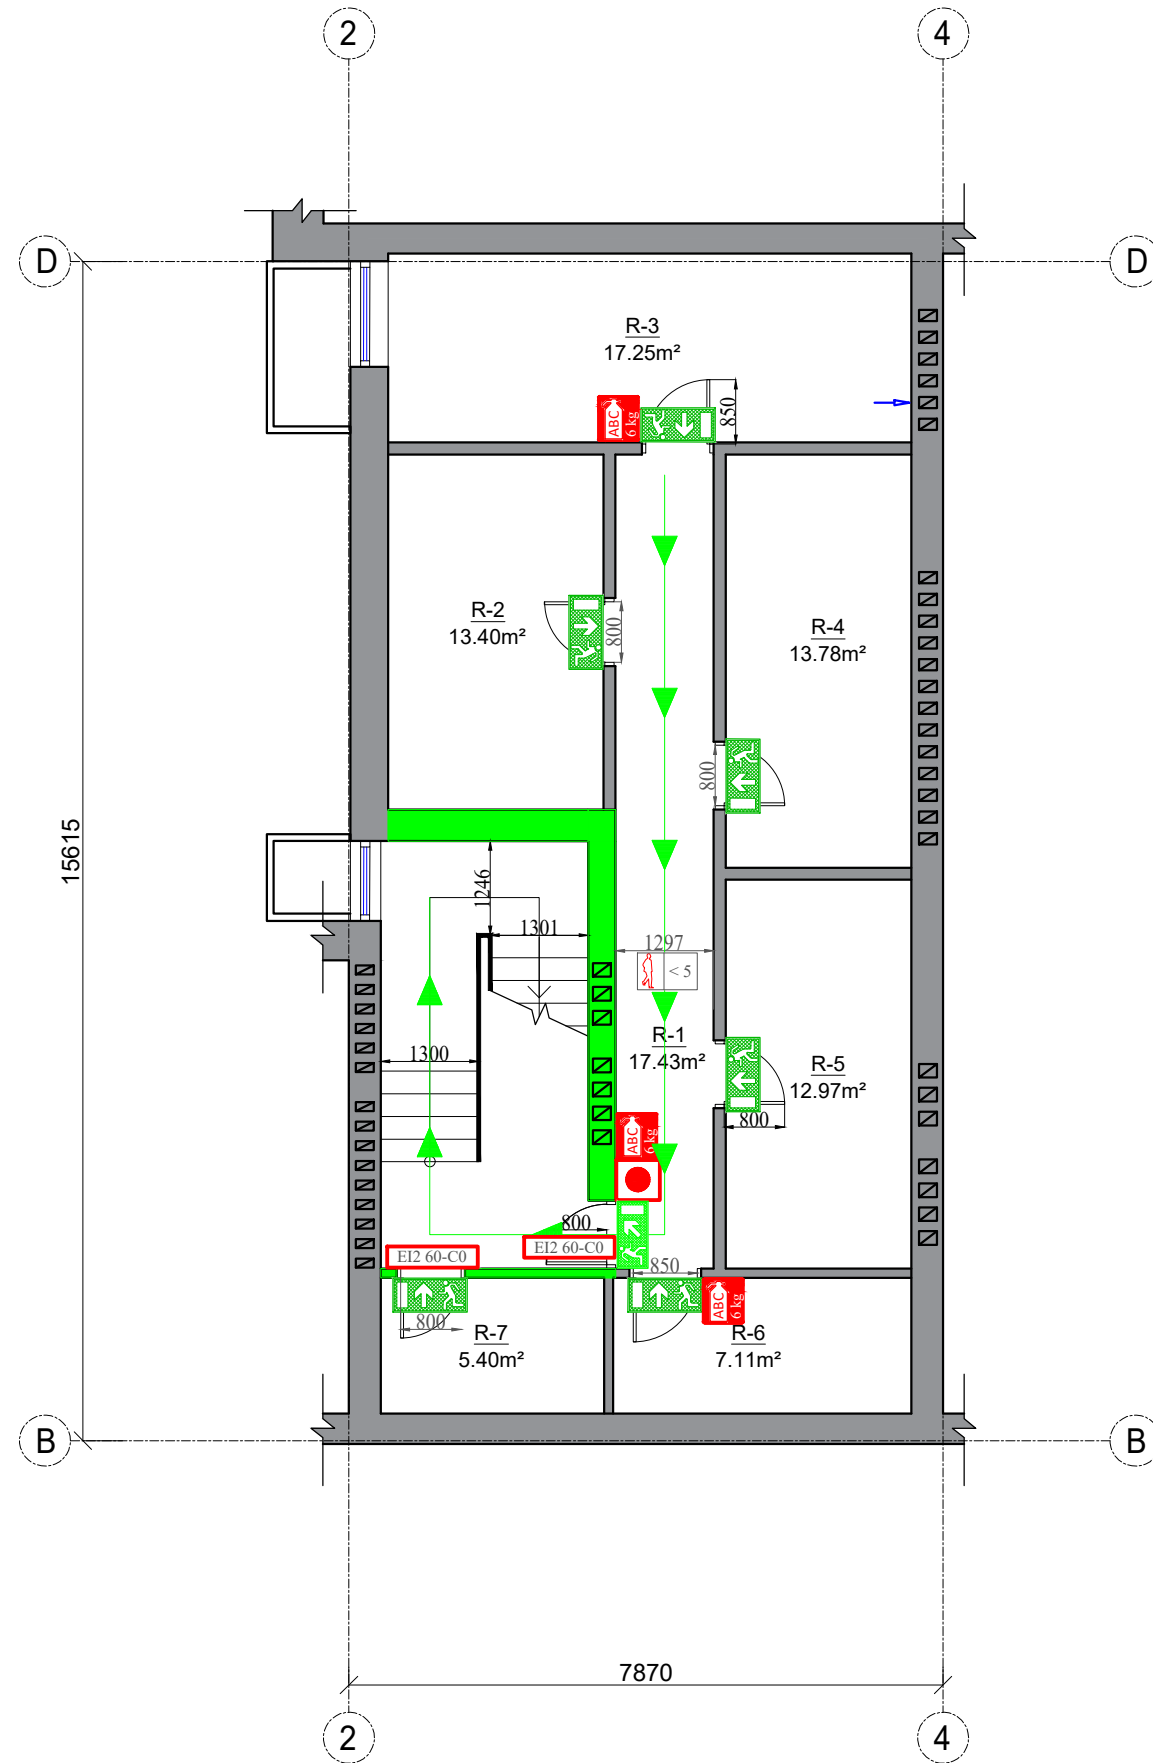 2
4
D
D
R-3
17.25m²
850
ABC
6 kg
R-2
13.40m²
800
R-4
13.78m²
800
15615
1246
1301
1297
< 5
1300
R-1
17.43m²
R-5
12.97m²
800
ABC
6 kg
800
EI2 60-C0
EI2 60-C0
850
ABC
6 kg
800
R-7
5.40m²
R-6
7.11m²
B
B
7870
2
4